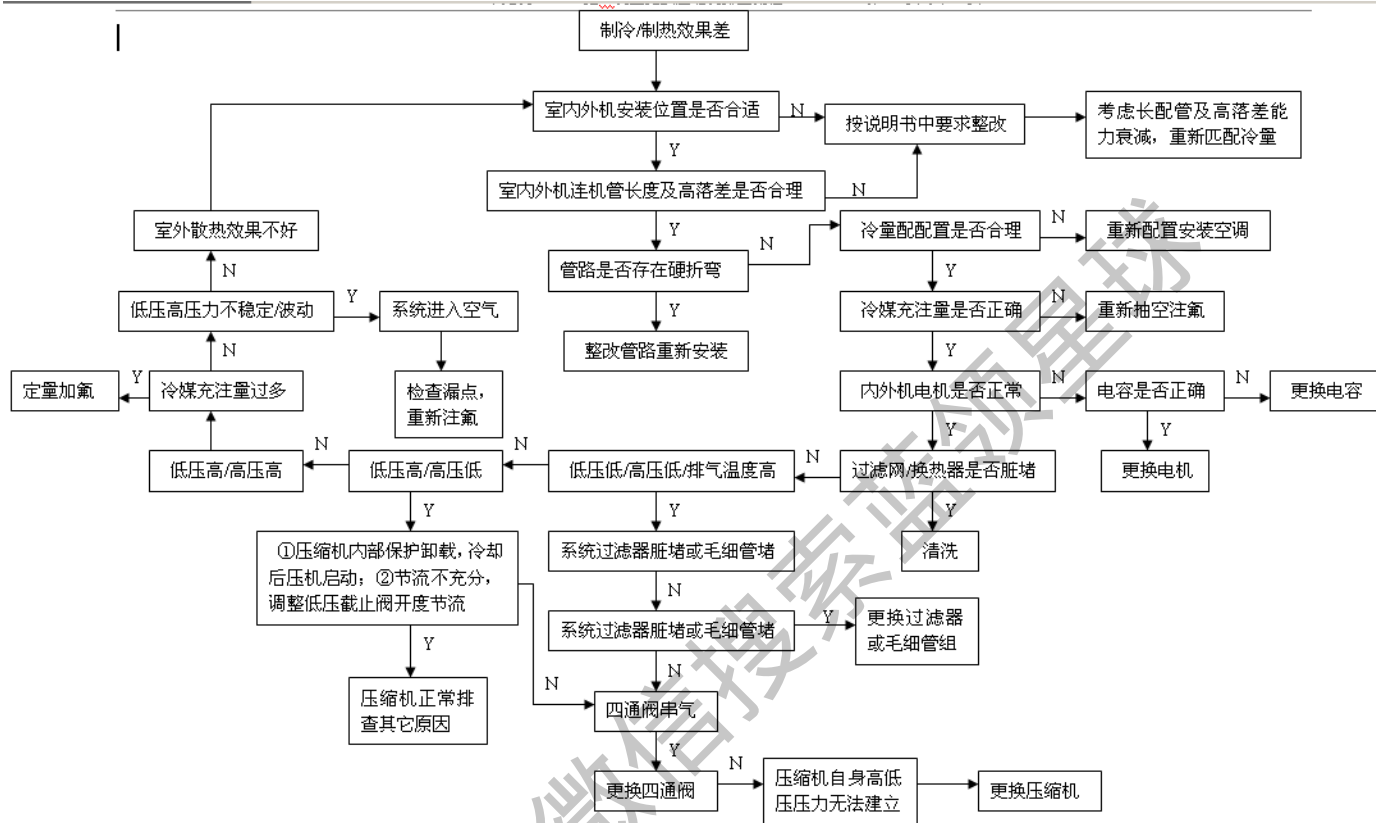 制冷/制热效果差
室内外机安装位置是否合适
N
按说明书中要求整改
考虑长配管及高落差能
力衰减，重新匹配冷量
Y
室内外机连机管长度及高落差是否合理
N
室外散热效果不好
Y
N
冷量配配置是否合理
N
重新配置安装空调
N
管路是否存在硬折弯
Y
低压高压力不稳定/波动
Y
系统进入空气
Y
冷媒充注量是否正确
N
重新抽空注氟
N
整改管路重新安装
Y
定量加氟
Y
冷媒充注量过多
检查漏点，
重新注氟
内外机电机是否正常
N
电容是否正确
N
更换电容
Y
Y
低压高/高压高
N
低压高/高压低
N
低压低/高压低/排气温度高
N
过滤网/换热器是否脏堵
更换电机
Y
Y
Y
①压缩机内部保护卸载，冷却
后压机启动；②节流不充分，
调整低压截止阀开度节流
系统过滤器脏堵或毛细管堵
清洗
N
系统过滤器脏堵或毛细管堵
Y
更换过滤器
或毛细管组
Y
N
N
压缩机正常排
查其它原因
四通阀串气
Y
更换四通阀
N
压缩机自身高低
压压力无法建立
更换压缩机
微信搜索蓝领星球